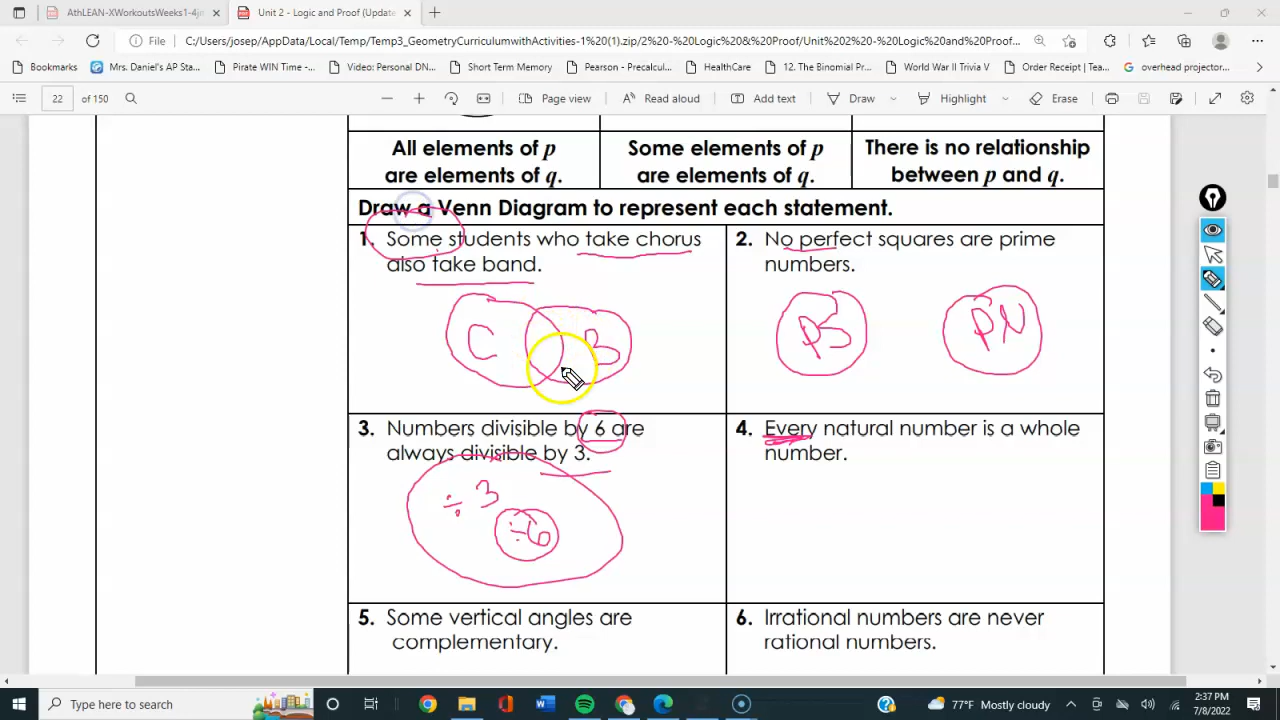 AthLEAN-XWorkoutsWeeks1-4jn
Unit 2 - Logic and Proof (Update
File
C:/Users/josep/AppData/Local/Temp/Temp3_GeometryCurriculumwithActivities-1%20(1).zip/2%20-%20Logic%20&%20Proof/Unit%202%20-%20Logic%20and%20Proof...
Bookmarks
Mrs. Daniel's AP Sta...
Pirate WIN Time -...
Video: Personal DN...
Short Term Memory
Pearson - Precalcul...
HealthCare
12. The Binomial Pr...
World War II Trivia V
Order Receipt | Tea...
overhead projector...
22 of 150
Page view
Read aloud
Add text
Draw
Highlight
Erase
All elements of p
are elements of q.
Some elements of p
are elements of q.
There is no relationship
between p and q.
Draw a Venn Diagram to represent each statement.
1. Some students who take chorus
also take band.
C B
2. No perfect squares are prime
numbers.
PS PN
3. Numbers divisible by 6 are
always divisible by 3.
÷ 3
÷6
4. Every natural number is a whole
number.
5. Some vertical angles are
complementary.
6. Irrational numbers are never
rational numbers.
Type here to search
77°F Mostly cloudy
2:37 PM
7/8/2022